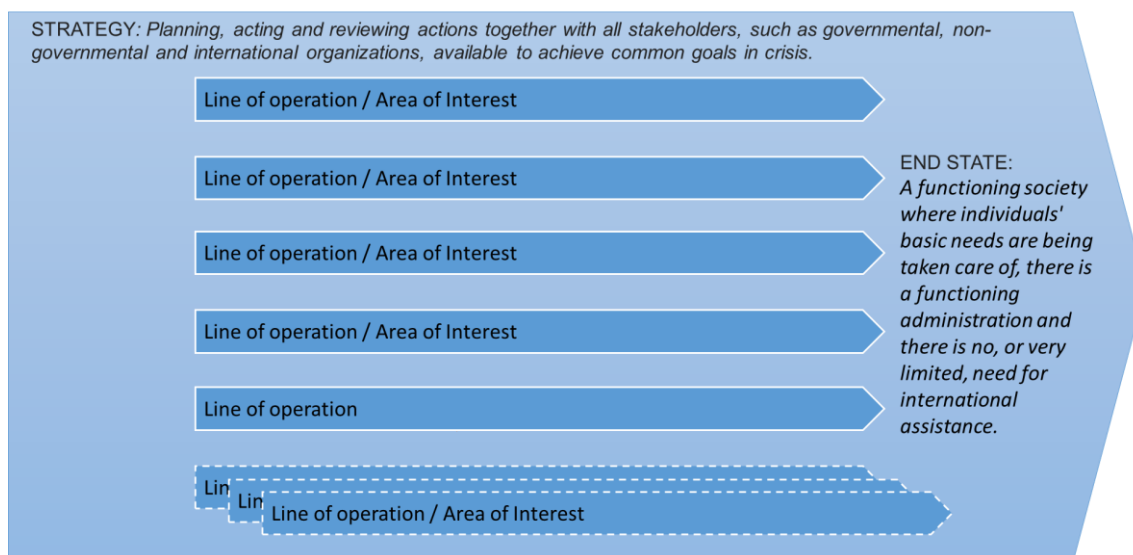 STRATEGY: Planning, acting and reviewing actions together with all stakeholders, such as governmental, non-
governmental and international organizations, available to achieve common goals in crisis.
Line of operation / Area of Interest
Line of operation / Area of Interest
Line of operation / Area of Interest
Line of operation / Area of Interest
Line of operation
Lin
Lin
Line of operation / Area of Interest
END STATE:
A functioning society
where individuals'
basic needs are being
taken care of, there is
a functioning
administration and
there is no, or very
limited, need for
international
assistance.